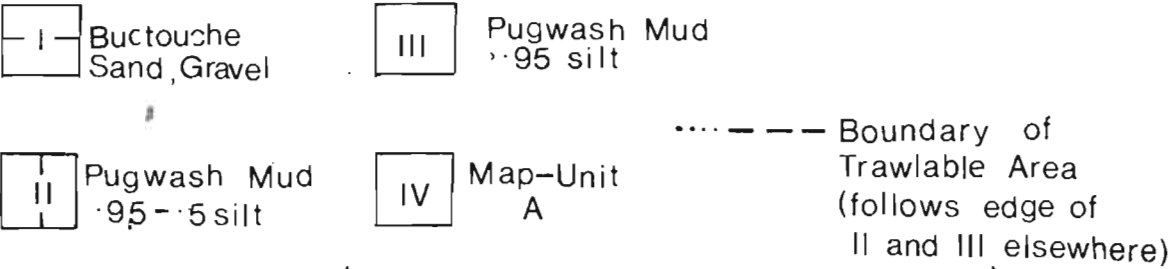 I Buctouche
Sand, Gravel
II Pugwash Mud
·95 – ·5 silt
III Pugwash Mud
>·95 silt
IV Map–Unit
A
Boundary of
Trawlable Area
(follows edge of
II and III elsewhere)